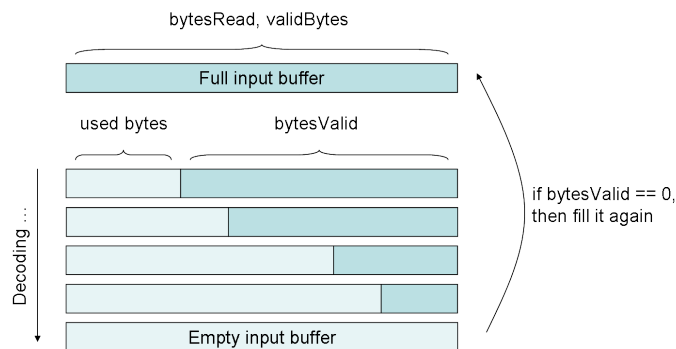 bytesRead, validBytes
Full input buffer
used bytes
bytesValid
Decoding ...
if bytesValid == 0,
then fill it again
Empty input buffer